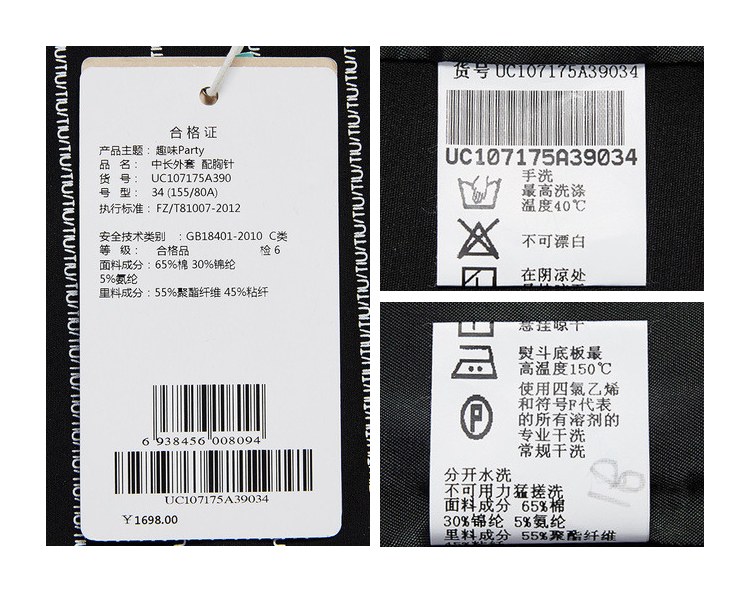 合格证
产品主题：趣味Party
品 名： 中长外套 配胸针
货 号： UC107175A390
号 型： 34 (155/80A)
执行标准：FZ/T81007-2012
安全技术类别 ：GB18401-2010 C类
等 级： 合格品 检 6
面料成分：65%棉 30%锦纶
5%氨纶
里料成分：55%聚酯纤维 45%粘纤
6 938456 008094
UC107175A39034
￥1698.00
货号 UC107175A39034
UC107175A39034
手洗
最高洗涤
温度40℃
不可漂白
在阴凉处
悬挂晾干
熨斗底板最
高温度150℃
P
使用四氯乙烯
和符号F代表
的所有溶剂的
专业干洗
常规干洗
分开水洗
不可用力猛搓洗
面料成分 65%棉
30%锦纶 5%氨纶
里料成分 55%聚酯纤维
45%粘纤
18